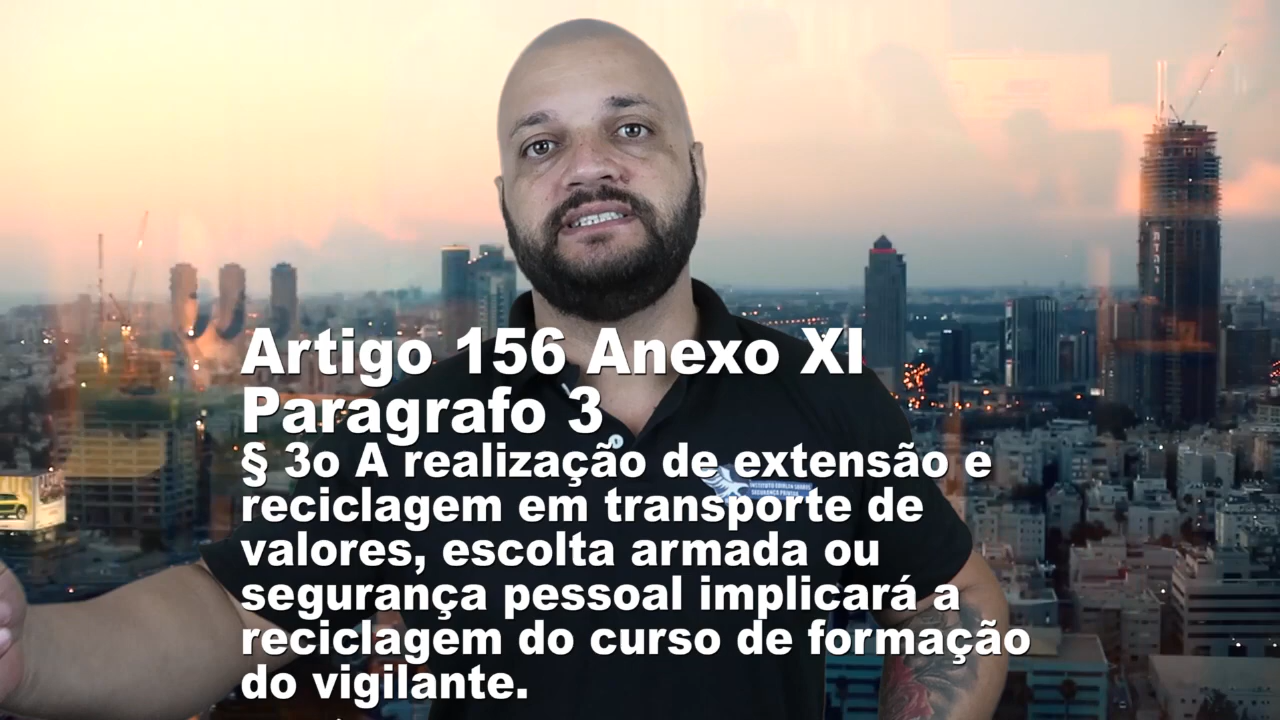 Artigo 156 Anexo XI
Paragrafo 3
§ 3o A realização de extensão e
reciclagem em transporte de
valores, escolta armada ou
segurança pessoal implicará a
reciclagem do curso de formação
do vigilante.